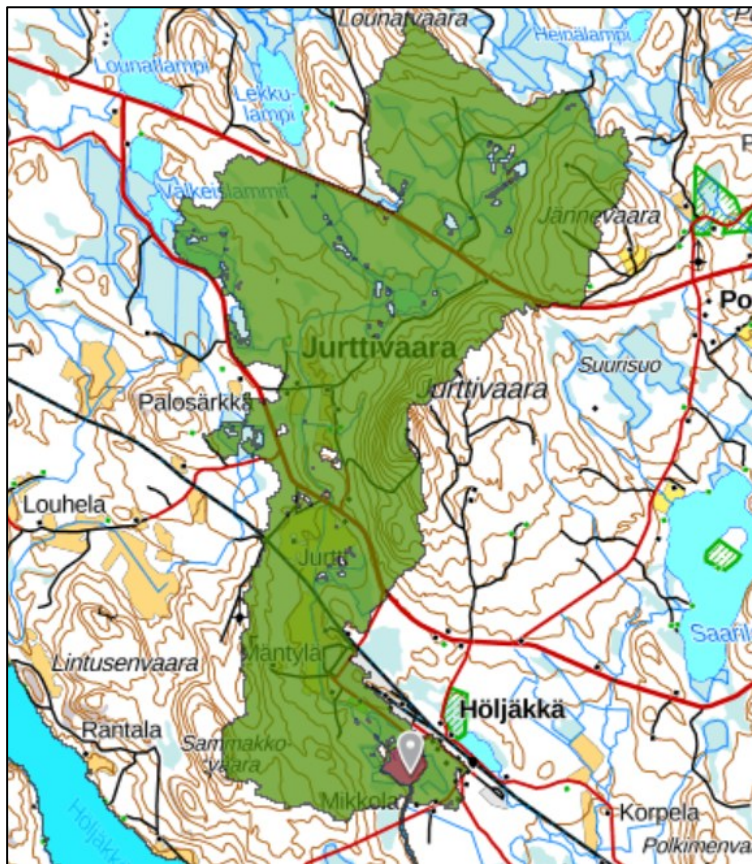 Lounatvaara
Heinälampi
Lounatlampi
Lekku-
lampi
Valkeislammit
Jännevaara
Po
Jurttivaara
Jurttivaara
Suurisuo
Palosärkkä
Louhela
Jurtti
Saaril
Mäntylä
Lintusenvaara
Höljäkkä
Rantala
Sammakko-
vaara
Mikkola
Korpela
Polkimenva